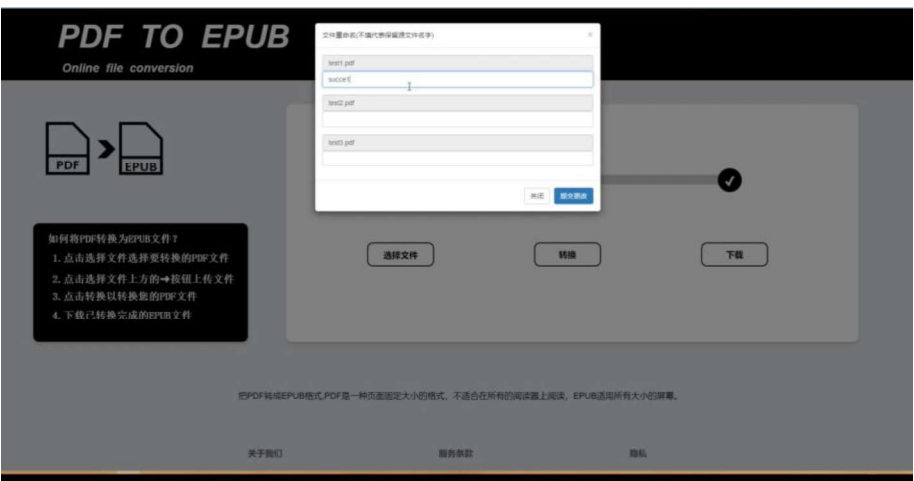 PDF TO EPUB
Online file conversion
文件重命名(不填代表保留源文件名字)
×
test1.pdf
succe1
test2.pdf
test3.pdf
关闭
提交更改
PDF
EPUB
选择文件
转换
下载
如何将PDF转换为EPUB文件？
1. 点击选择文件选择要转换的PDF文件
2. 点击选择文件上方的➔按钮上传文件
3. 点击转换以转换您的PDF文件
4. 下载已转换完成的EPUB文件
把PDF转成EPUB格式,PDF是一种页面固定大小的格式，不适合在所有的阅读器上阅读，EPUB适用所有大小的屏幕。
关于我们
服务条款
隐私